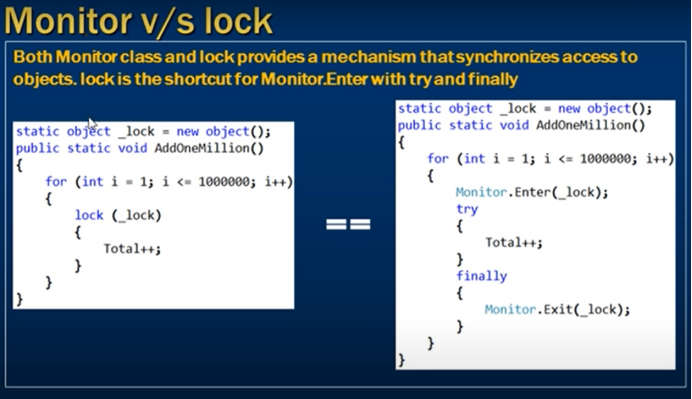 Monitor v/s lock
Both Monitor class and lock provides a mechanism that synchronizes access to
objects. lock is the shortcut for Monitor.Enter with try and finally
static object _lock = new object();
public static void AddOneMillion()
{
    for (int i = 1; i <= 1000000; i++)
    {
        lock (_lock)
        {
            Total++;
        }
    }
}
==
static object _lock = new object();
public static void AddOneMillion()
{
    for (int i = 1; i <= 1000000; i++)
    {
        Monitor.Enter(_lock);
        try
        {
            Total++;
        }
        finally
        {
            Monitor.Exit(_lock);
        }
    }
}